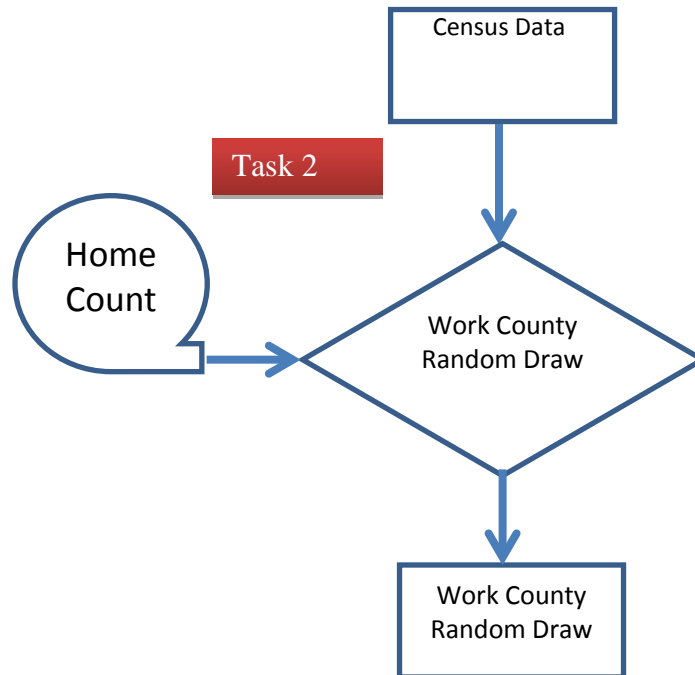 Census Data
Task 2
Home
Count
Work County
Random Draw
Work County
Random Draw